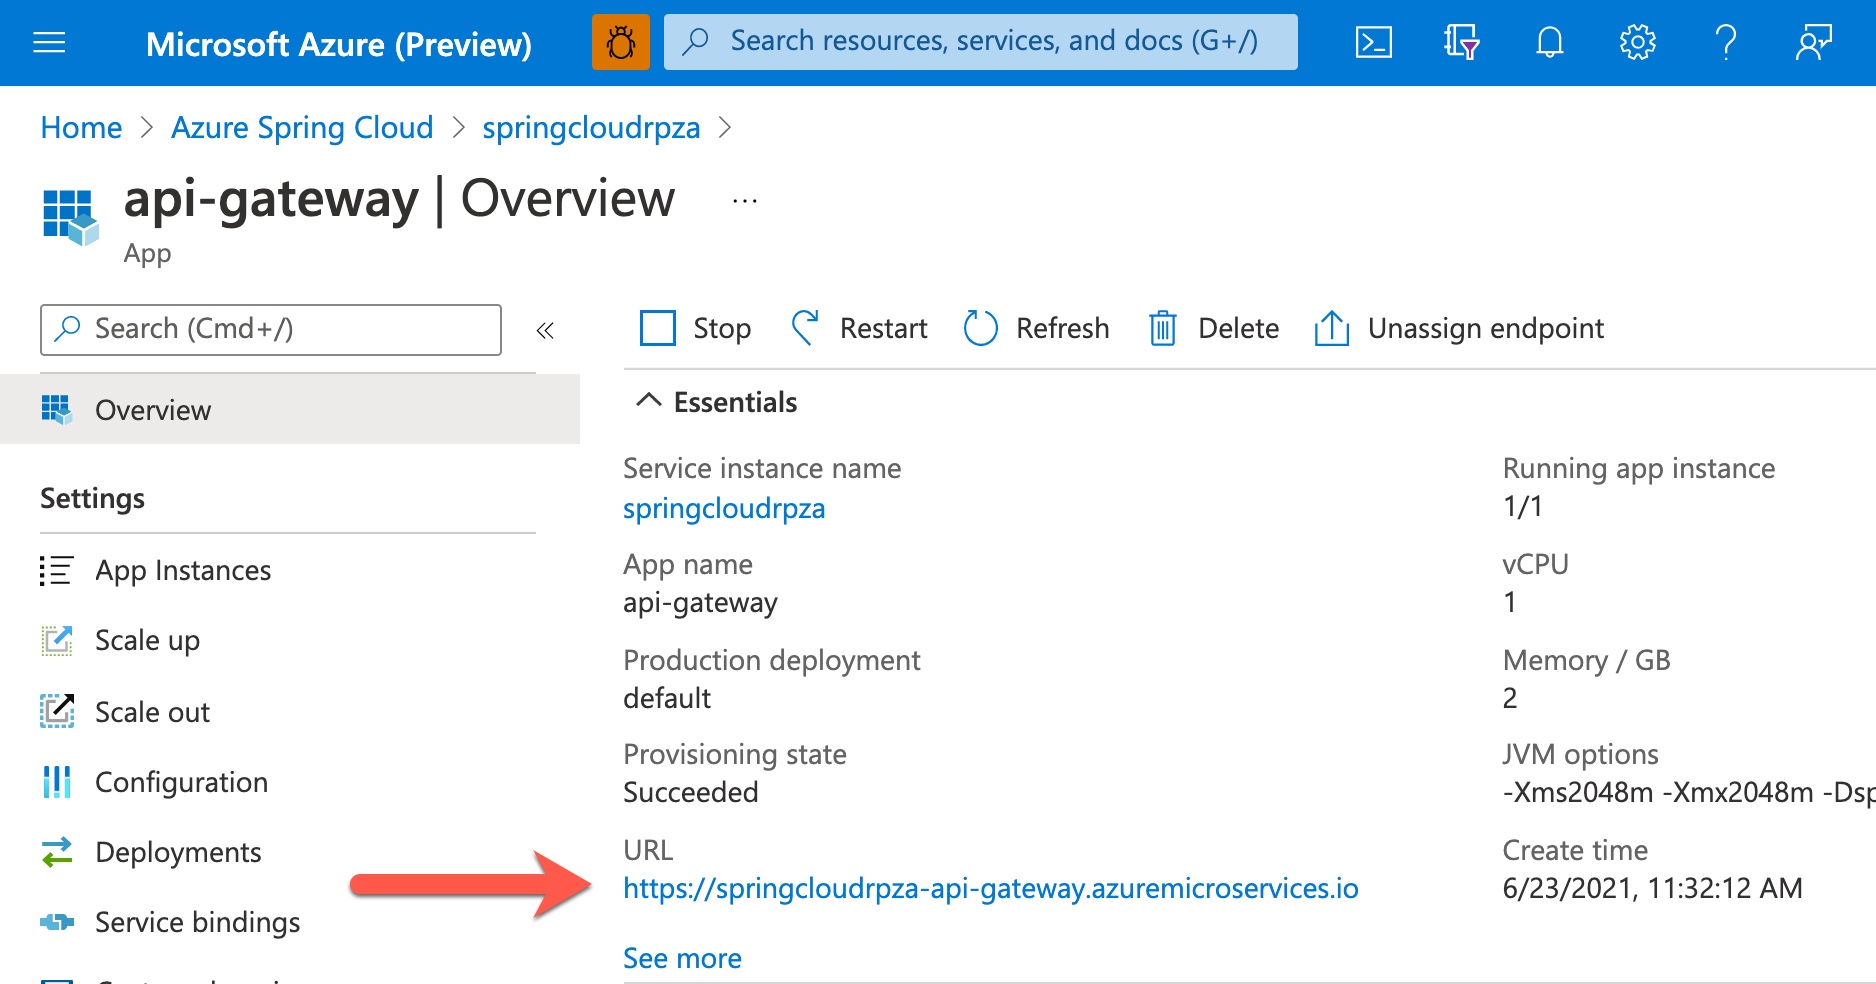 Microsoft Azure (Preview)
Search resources, services, and docs (G+/)
Home > Azure Spring Cloud > springcloudrpza >
api-gateway | Overview ...
App
Search (Cmd+/)
«
Overview
Settings
App Instances
Scale up
Scale out
Configuration
Deployments
Service bindings
Stop Restart Refresh Delete Unassign endpoint
Essentials
Service instance name
springcloudrpza
App name
api-gateway
Production deployment
default
Provisioning state
Succeeded
URL
https://springcloudrpza-api-gateway.azuremicroservices.io
See more
Running app instance
1/1
vCPU
1
Memory / GB
2
JVM options
-Xms2048m -Xmx2048m -Dsp
Create time
6/23/2021, 11:32:12 AM